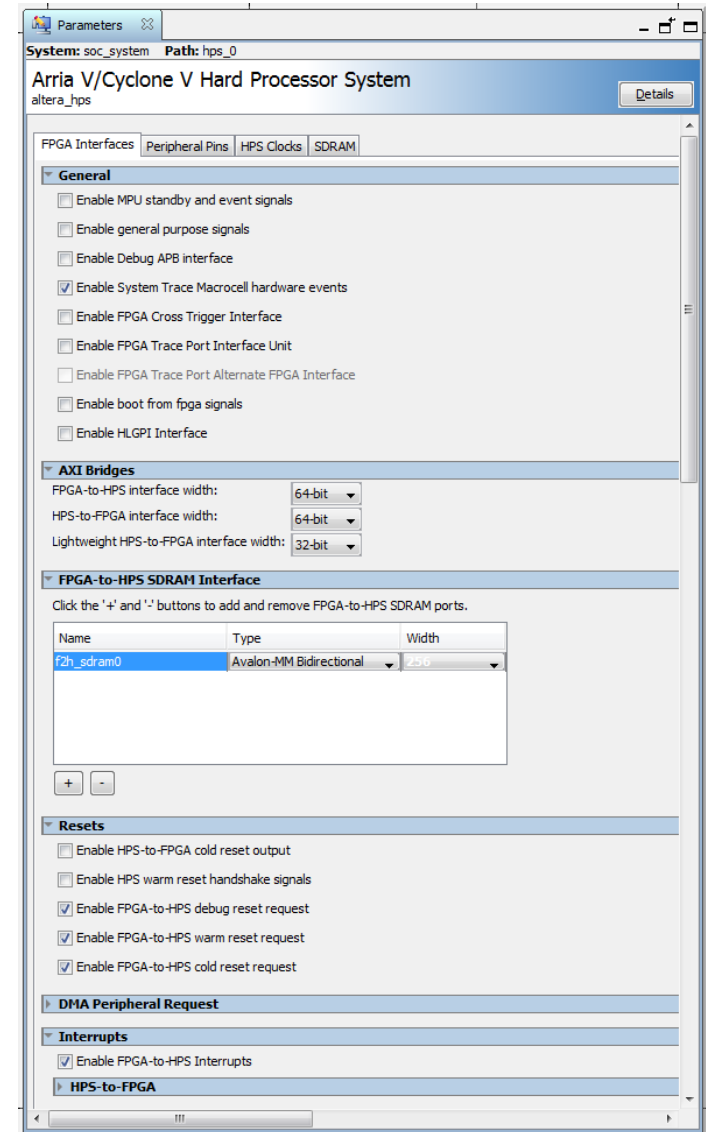 Parameters
System: soc_system Path: hps_0
Arria V/Cyclone V Hard Processor System
altera_hps
Details
FPGA Interfaces Peripheral Pins HPS Clocks SDRAM
General
Enable MPU standby and event signals
Enable general purpose signals
Enable Debug APB interface
Enable System Trace Macrocell hardware events
Enable FPGA Cross Trigger Interface
Enable FPGA Trace Port Interface Unit
Enable FPGA Trace Port Alternate FPGA Interface
Enable boot from fpga signals
Enable HLGPI Interface
AXI Bridges
FPGA-to-HPS interface width: 64-bit
HPS-to-FPGA interface width: 64-bit
Lightweight HPS-to-FPGA interface width: 32-bit
FPGA-to-HPS SDRAM Interface
Click the '+' and '-' buttons to add and remove FPGA-to-HPS SDRAM ports.
Name Type Width
f2h_sdram0 Avalon-MM Bidirectional 256
+ -
Resets
Enable HPS-to-FPGA cold reset output
Enable HPS warm reset handshake signals
Enable FPGA-to-HPS debug reset request
Enable FPGA-to-HPS warm reset request
Enable FPGA-to-HPS cold reset request
DMA Peripheral Request
Interrupts
Enable FPGA-to-HPS Interrupts
HPS-to-FPGA